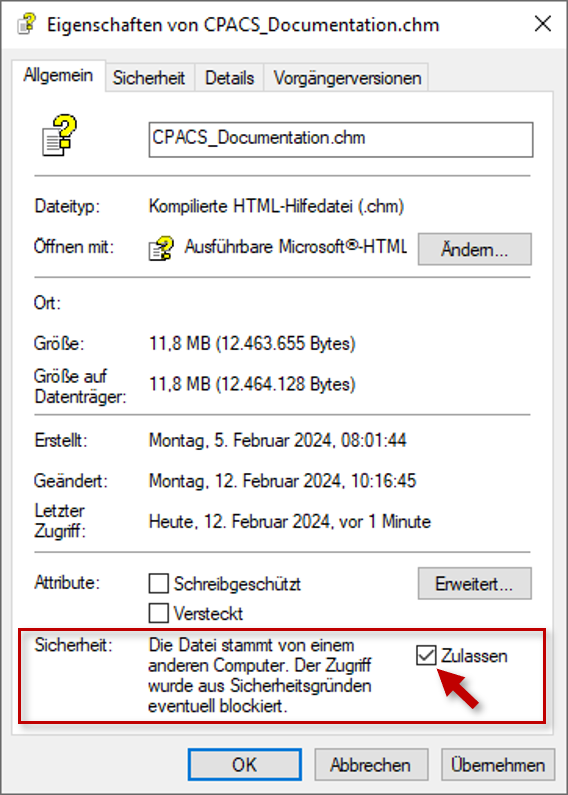 Eigenschaften von CPACS_Documentation.chm
Allgemein Sicherheit Details Vorgängerversionen
CPACS_Documentation.chm
Dateityp: Kompilierte HTML-Hilfedatei (.chm)
Öffnen mit: Ausführbare Microsoft®-HTML Ändern...
Ort:
Größe: 11,8 MB (12.463.655 Bytes)
Größe auf
Datenträger: 11,8 MB (12.464.128 Bytes)
Erstellt: Montag, 5. Februar 2024, 08:01:44
Geändert: Montag, 12. Februar 2024, 10:16:45
Letzter
Zugriff: Heute, 12. Februar 2024, vor 1 Minute
Attribute: Schreibgeschützt Erweitert...
Versteckt
Sicherheit: Die Datei stammt von einem
anderen Computer. Der Zugriff
wurde aus Sicherheitsgründen
eventuell blockiert.
Zulassen
OK Abbrechen Übernehmen